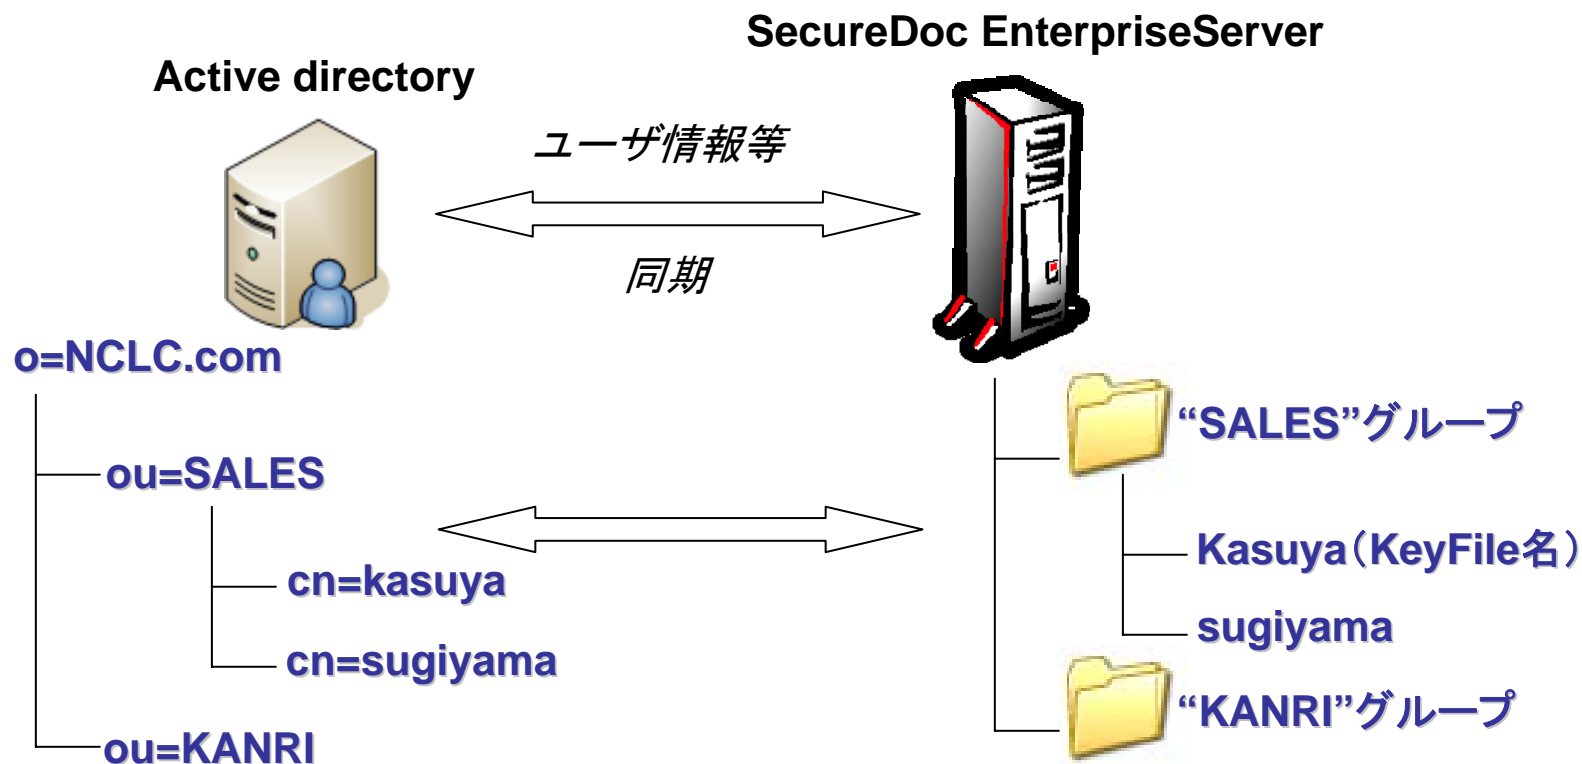 SecureDoc EnterpriseServer
Active directory
ユーザ情報等
同期
o=NCLC.com
ou=SALES
cn=kasuya
cn=sugiyama
ou=KANRI
“SALES”グループ
Kasuya（KeyFile名）
sugiyama
“KANRI”グループ